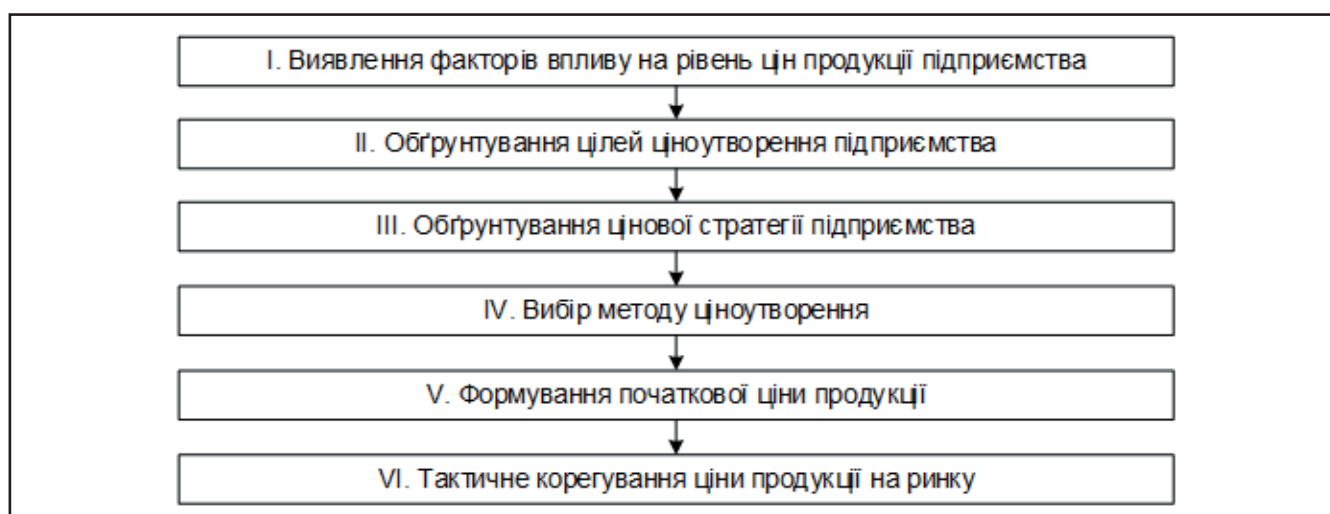 I. Виявлення факторів впливу на рівень цін продукції підприємства
II. Обґрунтування цілей ціноутворення підприємства
III. Обґрунтування цінової стратегії підприємства
IV. Вибір методу ціноутворення
V. Формування початкової ціни продукції
VI. Тактичне корегування ціни продукції на ринку